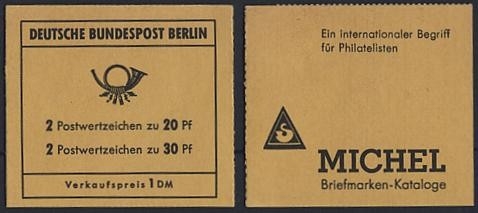 DEUTSCHE BUNDESPOST BERLIN
2 Postwertzeichen zu 20 Pf
2 Postwertzeichen zu 30 Pf
Verkaufspreis 1 DM
Ein internationaler Begriff
für Philatelisten
S
MICHEL
Briefmarken-Kataloge